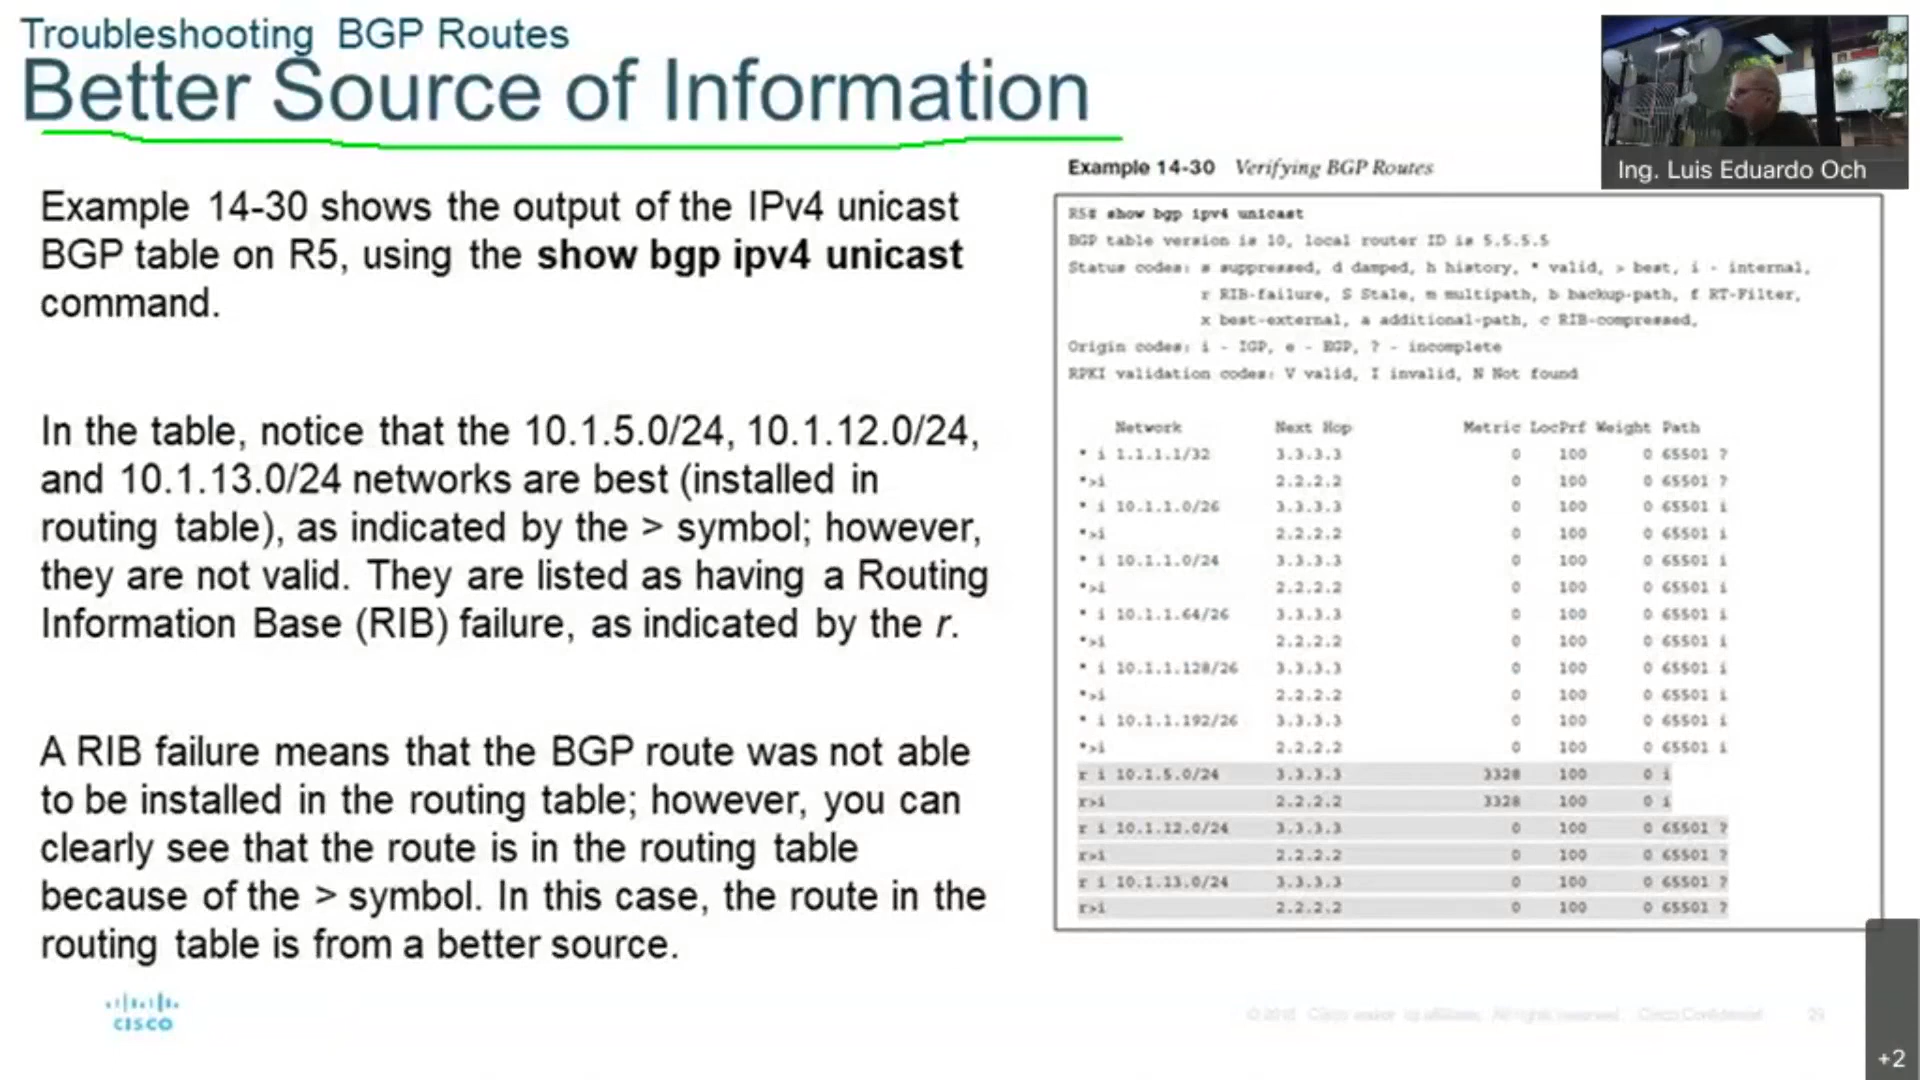 Troubleshooting BGP Routes
Better Source of Information
Ing. Luis Eduardo Och
Example 14-30 shows the output of the IPv4 unicast
BGP table on R5, using the show bgp ipv4 unicast
command.
In the table, notice that the 10.1.5.0/24, 10.1.12.0/24,
and 10.1.13.0/24 networks are best (installed in
routing table), as indicated by the > symbol; however,
they are not valid. They are listed as having a Routing
Information Base (RIB) failure, as indicated by the r.
A RIB failure means that the BGP route was not able
to be installed in the routing table; however, you can
clearly see that the route is in the routing table
because of the > symbol. In this case, the route in the
routing table is from a better source.
Example 14-30 Verifying BGP Routes
R5# show bgp ipv4 unicast
BGP table version is 10, local router ID is 5.5.5.5
Status codes: s suppressed, d damped, h history, * valid, > best, i - internal,
r RIB-failure, S Stale, m multipath, b backup-path, f RT-Filter,
x best-external, a additional-path, c RIB-compressed,
Origin codes: i - IGP, e - EGP, ? - incomplete
RPKI validation codes: V valid, I invalid, N Not found
Network Next Hop Metric LocPrf Weight Path
* i 1.1.1.1/32 3.3.3.3 0 100 0 65501 ?
*>i 2.2.2.2 0 100 0 65501 ?
* i 10.1.1.0/26 3.3.3.3 0 100 0 65501 i
*>i 2.2.2.2 0 100 0 65501 i
* i 10.1.1.0/24 3.3.3.3 0 100 0 65501 i
*>i 2.2.2.2 0 100 0 65501 i
* i 10.1.1.64/26 3.3.3.3 0 100 0 65501 i
*>i 2.2.2.2 0 100 0 65501 i
* i 10.1.1.128/26 3.3.3.3 0 100 0 65501 i
*>i 2.2.2.2 0 100 0 65501 i
* i 10.1.1.192/26 3.3.3.3 0 100 0 65501 i
*>i 2.2.2.2 0 100 0 65501 i
r i 10.1.5.0/24 3.3.3.3 3328 100 0 i
r>i 2.2.2.2 3328 100 0 i
r i 10.1.12.0/24 3.3.3.3 0 100 0 65501 ?
r>i 2.2.2.2 0 100 0 65501 ?
r i 10.1.13.0/24 3.3.3.3 0 100 0 65501 ?
r>i 2.2.2.2 0 100 0 65501 ?
CISCO
Cisco and/or its affiliates. All rights reserved. Cisco Confidential
+2